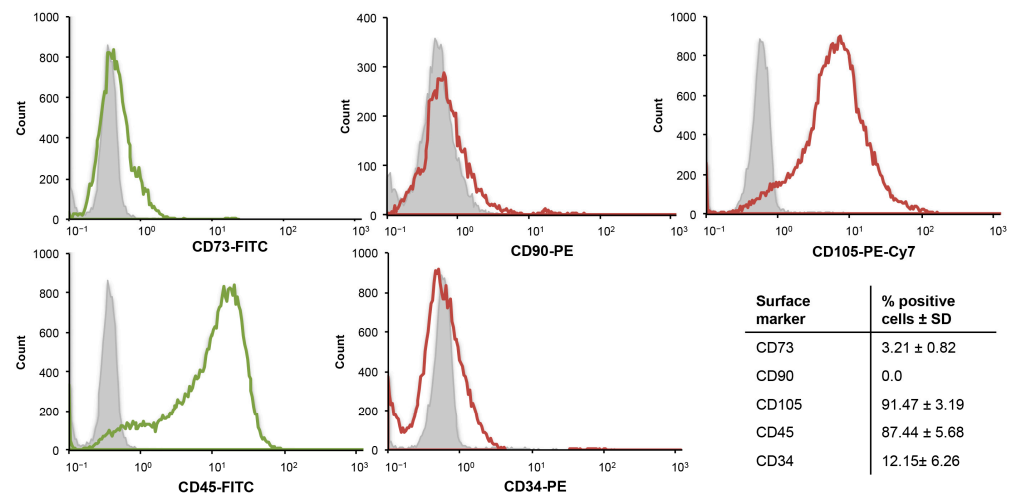 1000
800
600
400
200
0
Count
10⁻¹ 10⁰ 10¹ 10² 10³
CD73-FITC
400
300
200
100
0
Count
10⁻¹ 10⁰ 10¹ 10² 10³
CD90-PE
1000
800
600
400
200
0
Count
10⁻¹ 10⁰ 10¹ 10² 10³
CD105-PE-Cy7
1000
800
600
400
200
0
Count
10⁻¹ 10⁰ 10¹ 10² 10³
CD45-FITC
1000
800
600
400
200
0
Count
10⁻¹ 10⁰ 10¹ 10² 10³
CD34-PE
Surface % positive
marker cells ± SD
CD73 3.21 ± 0.82
CD90 0.0
CD105 91.47 ± 3.19
CD45 87.44 ± 5.68
CD34 12.15± 6.26